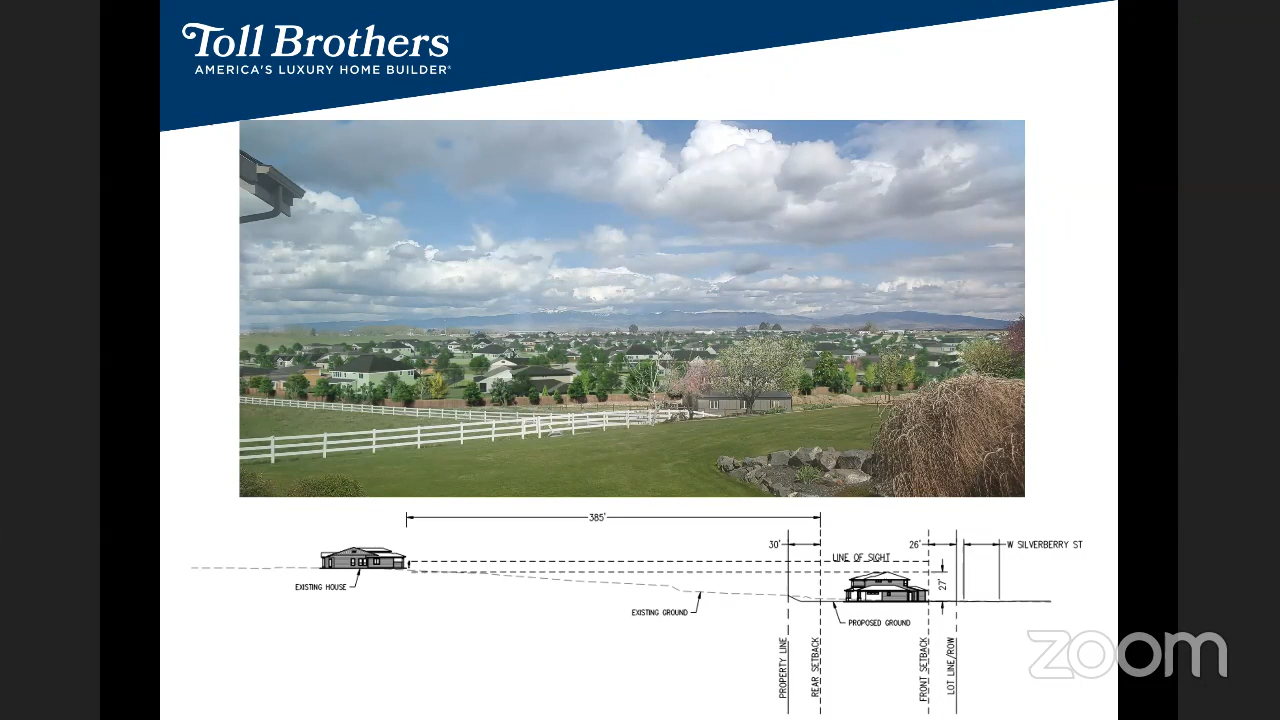 Toll Brothers
AMERICA'S LUXURY HOME BUILDER®
385'
30'
26'
W SILVERBERRY ST
LINE OF SIGHT
27'
EXISTING HOUSE
EXISTING GROUND
PROPOSED GROUND
PROPERTY LINE
REAR SETBACK
FRONT SETBACK
LOT LINE/ROW
zoom